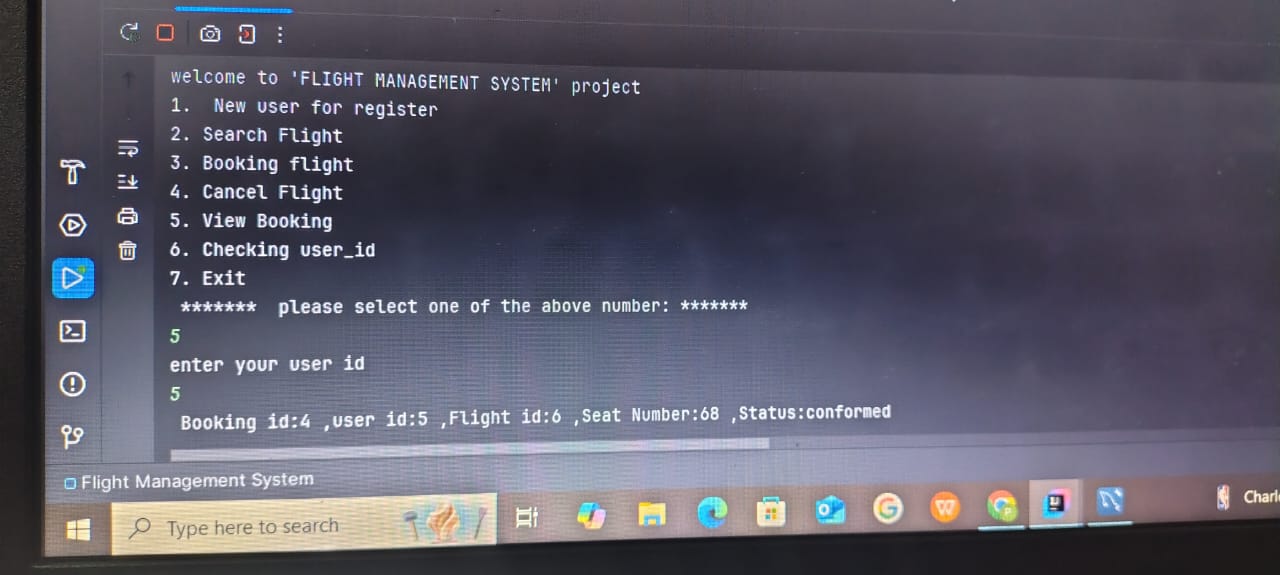 welcome to 'FLIGHT MANAGEMENT SYSTEM' project
1.  New user for register
2. Search Flight
3. Booking flight
4. Cancel Flight
5. View Booking
6. Checking user_id
7. Exit
*******  please select one of the above number: *******
5
enter your user id
5
Booking id:4 ,user id:5 ,Flight id:6 ,Seat Number:68 ,Status:conformed
Flight Management System
Type here to search
Charl